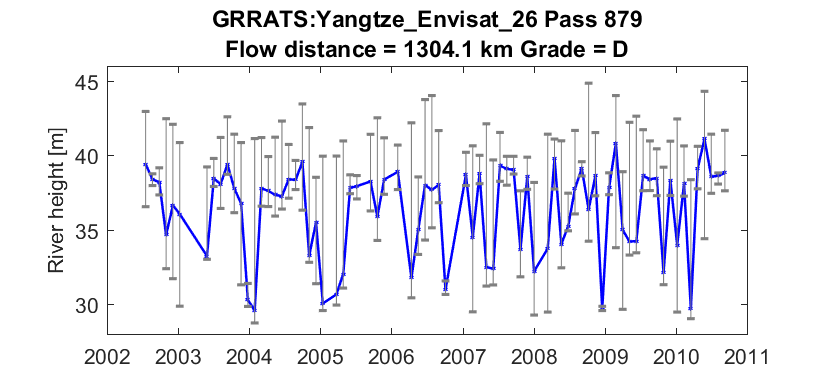 GRRATS:Yangtze_Envisat_26 Pass 879
Flow distance = 1304.1 km Grade = D
River height [m]
45
40
35
30
2002 2003 2004 2005 2006 2007 2008 2009 2010 2011